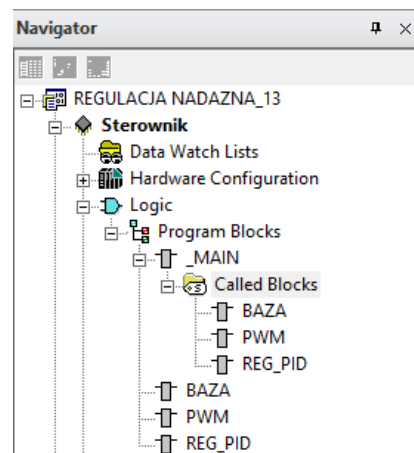 Navigator
REGULACJA NADAZNA_13
Sterownik
Data Watch Lists
Hardware Configuration
Logic
Program Blocks
_MAIN
Called Blocks
BAZA
PWM
REG_PID
BAZA
PWM
REG_PID